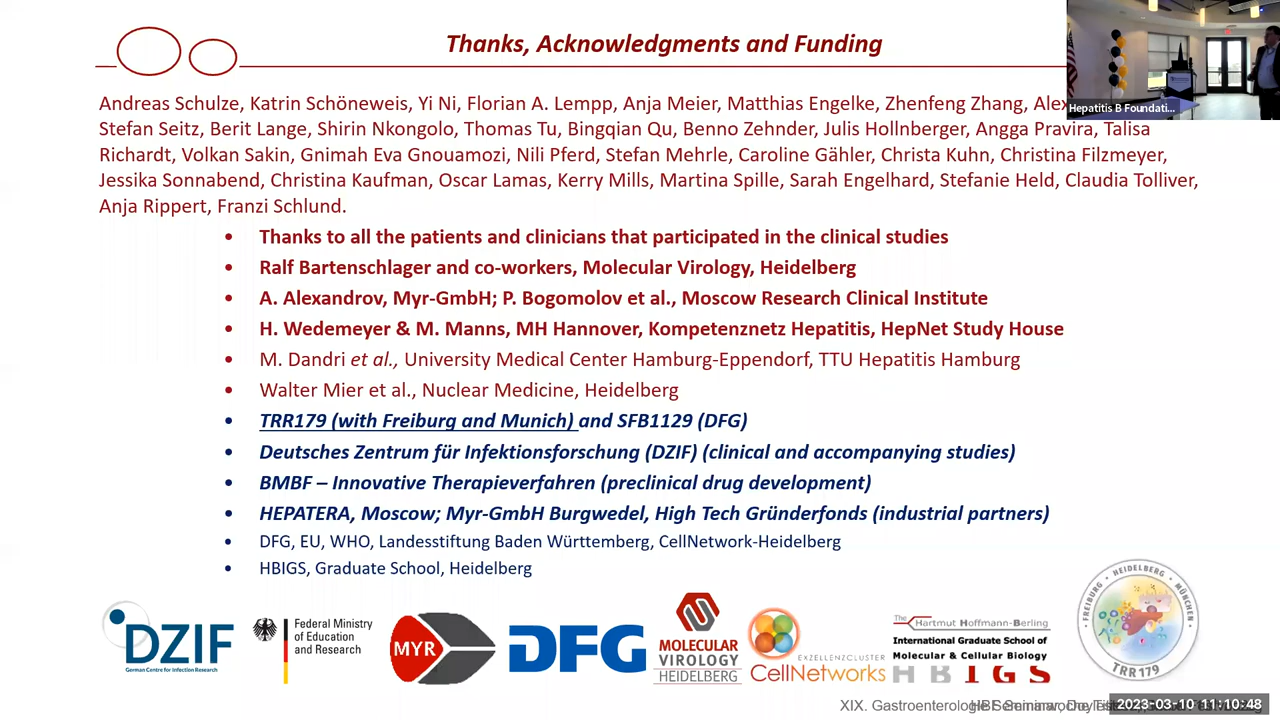 Thanks, Acknowledgments and Funding
Andreas Schulze, Katrin Schöneweis, Yi Ni, Florian A. Lempp, Anja Meier, Matthias Engelke, Zhenfeng Zhang,
Stefan Seitz, Berit Lange, Shirin Nkongolo, Thomas Tu, Bingqian Qu, Benno Zehnder, Julis Hollnberger, Angga Pravira, Talisa
Richardt, Volkan Sakin, Gnimah Eva Gnouamozi, Nili Pferd, Stefan Mehrle, Caroline Gähler, Christa Kuhn, Christina Filzmeyer,
Jessika Sonnabend, Christina Kaufman, Oscar Lamas, Kerry Mills, Martina Spille, Sarah Engelhard, Stefanie Held, Claudia Tolliver,
Anja Rippert, Franzi Schlund.
Hepatitis B Foundati...
• Thanks to all the patients and clinicians that participated in the clinical studies
• Ralf Bartenschlager and co-workers, Molecular Virology, Heidelberg
• A. Alexandrov, Myr-GmbH; P. Bogomolov et al., Moscow Research Clinical Institute
• H. Wedemeyer & M. Manns, MH Hannover, Kompetenznetz Hepatitis, HepNet Study House
• M. Dandri et al., University Medical Center Hamburg-Eppendorf, TTU Hepatitis Hamburg
• Walter Mier et al., Nuclear Medicine, Heidelberg
• TRR179 (with Freiburg and Munich) and SFB1129 (DFG)
• Deutsches Zentrum für Infektionsforschung (DZIF) (clinical and accompanying studies)
• BMBF – Innovative Therapieverfahren (preclinical drug development)
• HEPATERA, Moscow; Myr-GmbH Burgwedel, High Tech Gründerfonds (industrial partners)
• DFG, EU, WHO, Landesstiftung Baden Württemberg, CellNetwork-Heidelberg
• HBIGS, Graduate School, Heidelberg
DZIF
German Centre for Infection Research
Federal Ministry
of Education
and Research
MYR
DFG
MOLECULAR
VIROLOGY
HEIDELBERG
EXZELLENZCLUSTER
CellNetworks
The Hartmut Hoffmann-Berling
International Graduate School of
Molecular & Cellular Biology
H B I G S
FREIBURG • HEIDELBERG • MÜNCHEN
TRR 179
XIX. Gastroenterologie
2023-03-10 11:10:48